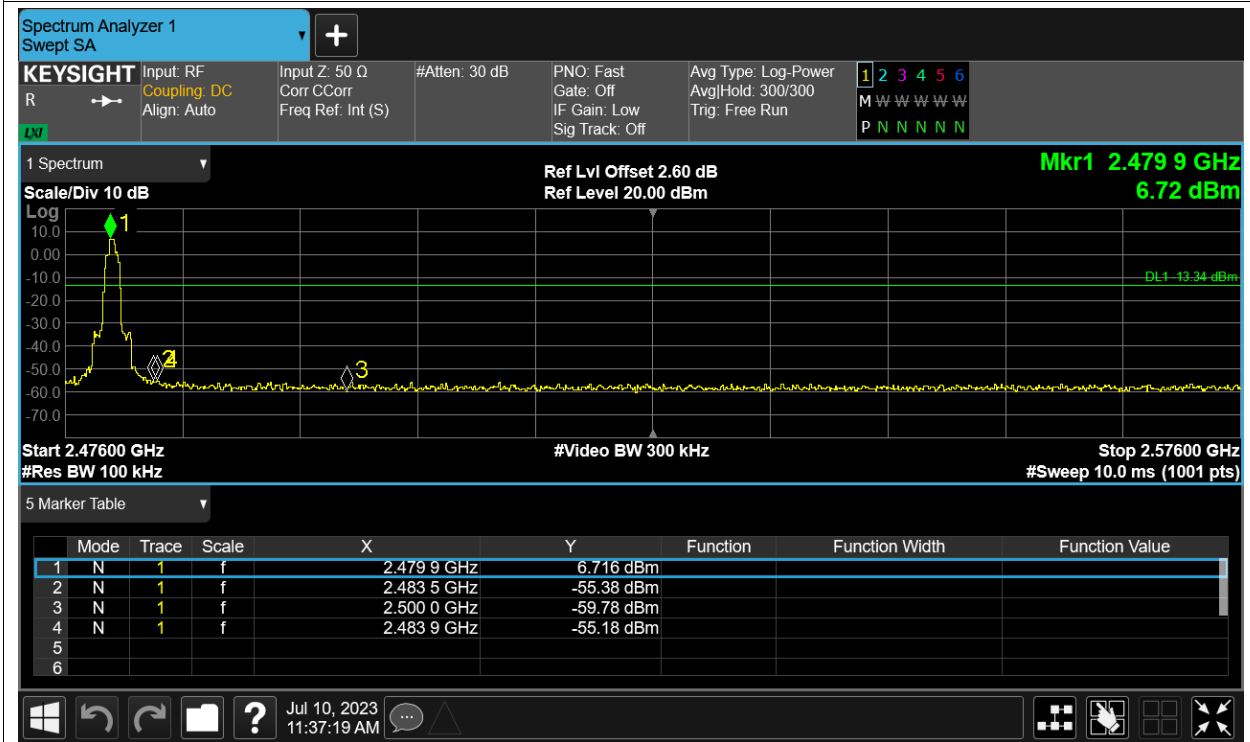 Spectrum Analyzer 1
Swept SA
KEYSIGHT
R
LXI
Input: RF
Coupling: DC
Align: Auto
Input Z: 50 Ω
Corr CCorr
Freq Ref: Int (S)
#Atten: 30 dB
PNO: Fast
Gate: Off
IF Gain: Low
Sig Track: Off
Avg Type: Log-Power
Avg|Hold: 300/300
Trig: Free Run
1 2 3 4 5 6
M W W W W W
P N N N N N
1 Spectrum
Scale/Div 10 dB
Ref Lvl Offset 2.60 dB
Ref Level 20.00 dBm
Mkr1 2.479 9 GHz
6.72 dBm
Log
10.0
0.00
-10.0
-20.0
-30.0
-40.0
-50.0
-60.0
-70.0
1
DL1 -13.34 dBm
3
Start 2.47600 GHz
#Video BW 300 kHz
Stop 2.57600 GHz
#Res BW 100 kHz
#Sweep 10.0 ms (1001 pts)
5 Marker Table
Mode Trace Scale X Y Function Function Width Function Value
1 N 1 f 2.479 9 GHz 6.716 dBm
2 N 1 f 2.483 5 GHz -55.38 dBm
3 N 1 f 2.500 0 GHz -59.78 dBm
4 N 1 f 2.483 9 GHz -55.18 dBm
5
6
?
Jul 10, 2023
11:37:19 AM